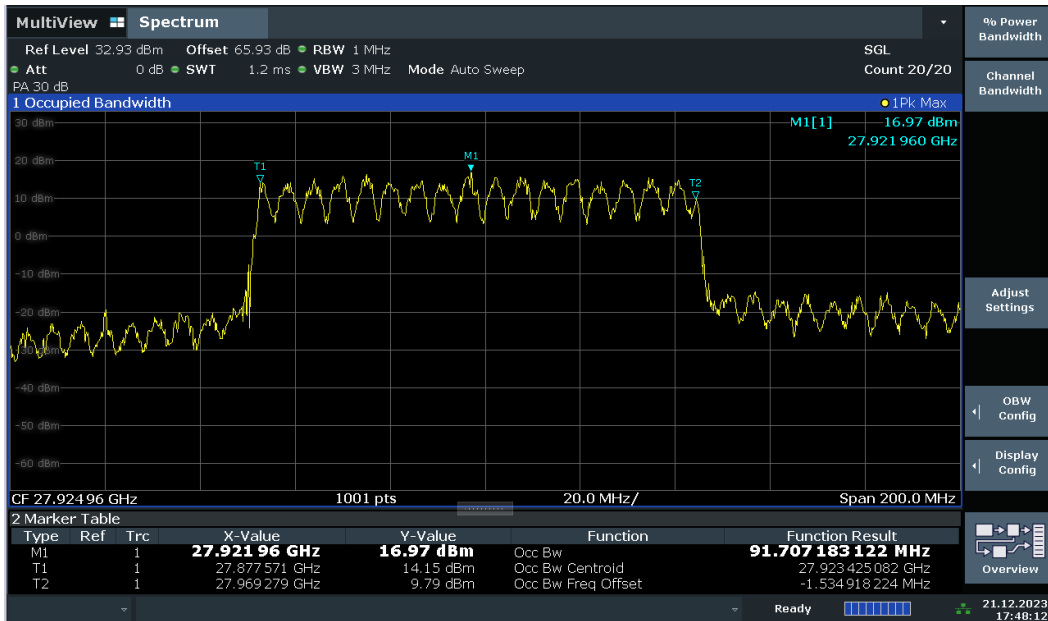 MultiView Spectrum
Ref Level 32.93 dBm Offset 65.93 dB RBW 1 MHz SGL
Att 0 dB SWT 1.2 ms VBW 3 MHz Mode Auto Sweep Count 20/20
PA 30 dB
1 Occupied Bandwidth 1Pk Max
30 dBm M1[1] 16.97 dBm
27.921 960 GHz
20 dBm
T1
M1
T2
10 dBm
0 dBm
-10 dBm
-20 dBm
-30 dBm
-40 dBm
-50 dBm
-60 dBm
CF 27.92496 GHz 1001 pts 20.0 MHz/ Span 200.0 MHz
2 Marker Table
Type Ref Trc X-Value Y-Value Function Function Result
M1 1 27.921 96 GHz 16.97 dBm Occ Bw 91.707 183 122 MHz
T1 1 27.877 571 GHz 14.15 dBm Occ Bw Centroid 27.923 425 082 GHz
T2 1 27.969 279 GHz 9.79 dBm Occ Bw Freq Offset -1.534 918 224 MHz
Ready 21.12.2023
17:48:12
% Power
Bandwidth
Channel
Bandwidth
Adjust
Settings
OBW
Config
Display
Config
Overview